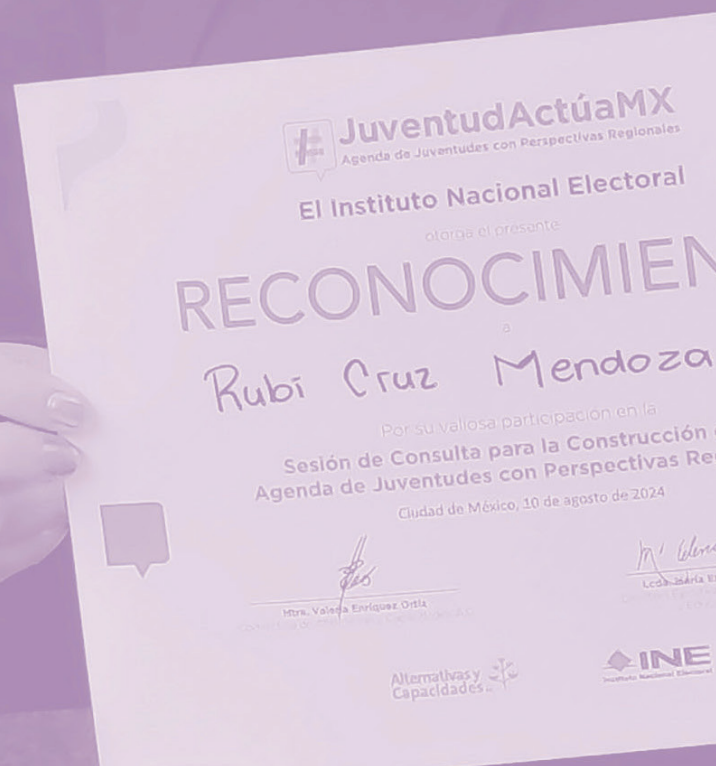 #
JuventudActúaMX
Agenda de Juventudes con Perspectivas Regionales
El Instituto Nacional Electoral
otorga el presente
RECONOCIMIEN
a
Rubí Cruz Mendoza
Por su valiosa participación en la
Sesión de Consulta para la Construcción
Agenda de Juventudes con Perspectivas Re
Ciudad de México, 10 de agosto de 2024
Mtra. Valeria Enríquez Ortiz
Lcda. María E
Alternativas y
Capacidades
INE
Instituto Nacional Electoral